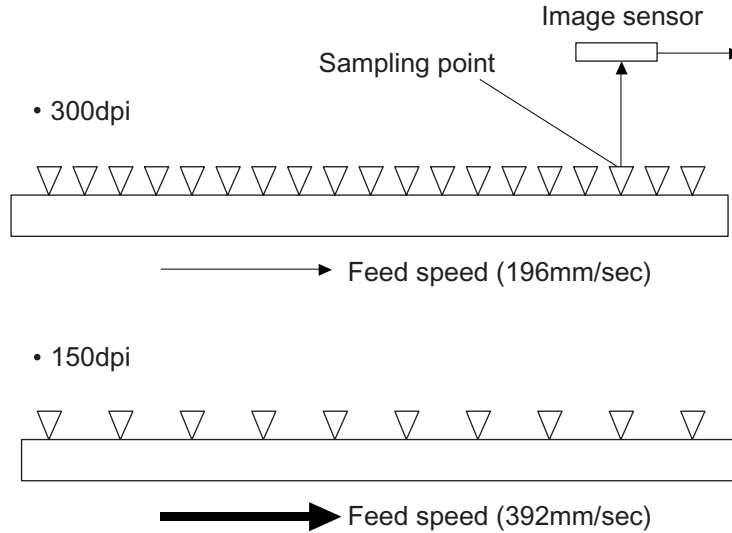 Image sensor
Sampling point
• 300dpi
Feed speed (196mm/sec)
• 150dpi
Feed speed (392mm/sec)